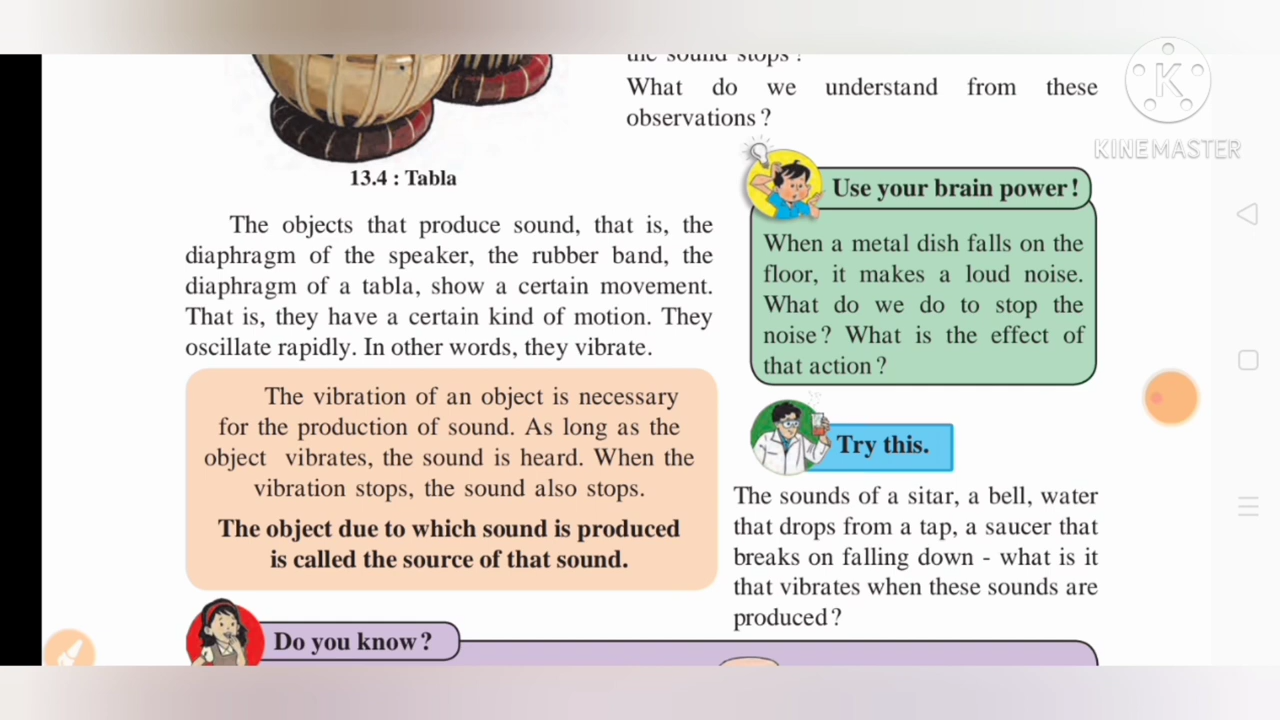 the sound stops ?
What do we understand from these
observations ?
KINEMASTER
13.4 : Tabla
The objects that produce sound, that is, the
diaphragm of the speaker, the rubber band, the
diaphragm of a tabla, show a certain movement.
That is, they have a certain kind of motion. They
oscillate rapidly. In other words, they vibrate.
The vibration of an object is necessary
for the production of sound. As long as the
object vibrates, the sound is heard. When the
vibration stops, the sound also stops.
The object due to which sound is produced
is called the source of that sound.
Use your brain power !
When a metal dish falls on the
floor, it makes a loud noise.
What do we do to stop the
noise ? What is the effect of
that action ?
Try this.
The sounds of a sitar, a bell, water
that drops from a tap, a saucer that
breaks on falling down - what is it
that vibrates when these sounds are
produced ?
Do you know ?